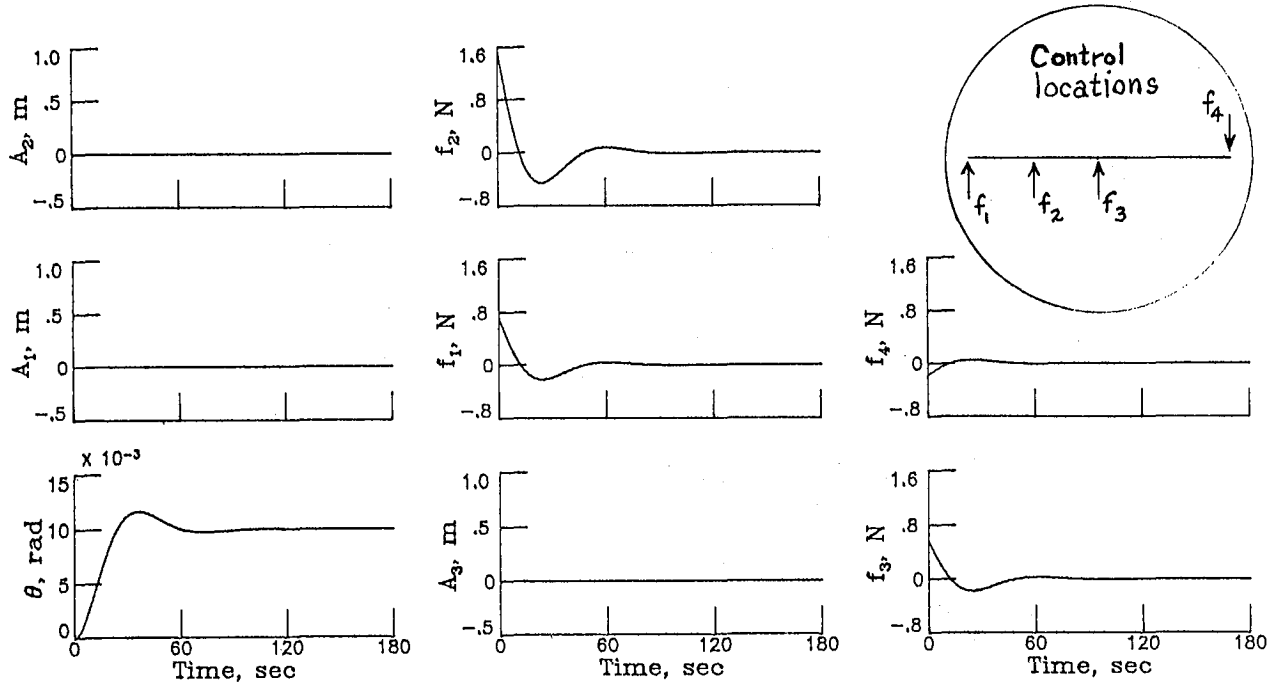 1.0
.5
0
-.5
A₂, m
1.6
.8
0
-.8
f₂, N
Control
locations
f₄
f₁
f₂
f₃
1.0
.5
0
-.5
A₁, m
1.6
.8
0
-.8
f₁, N
1.6
.8
0
-.8
f₄, N
X 10⁻³
15
10
5
0
θ, rad
0 60 120 180
Time, sec
1.0
.5
0
-.5
A₃, m
0 60 120 180
Time, sec
1.6
.8
0
-.8
f₃, N
0 60 120 180
Time, sec